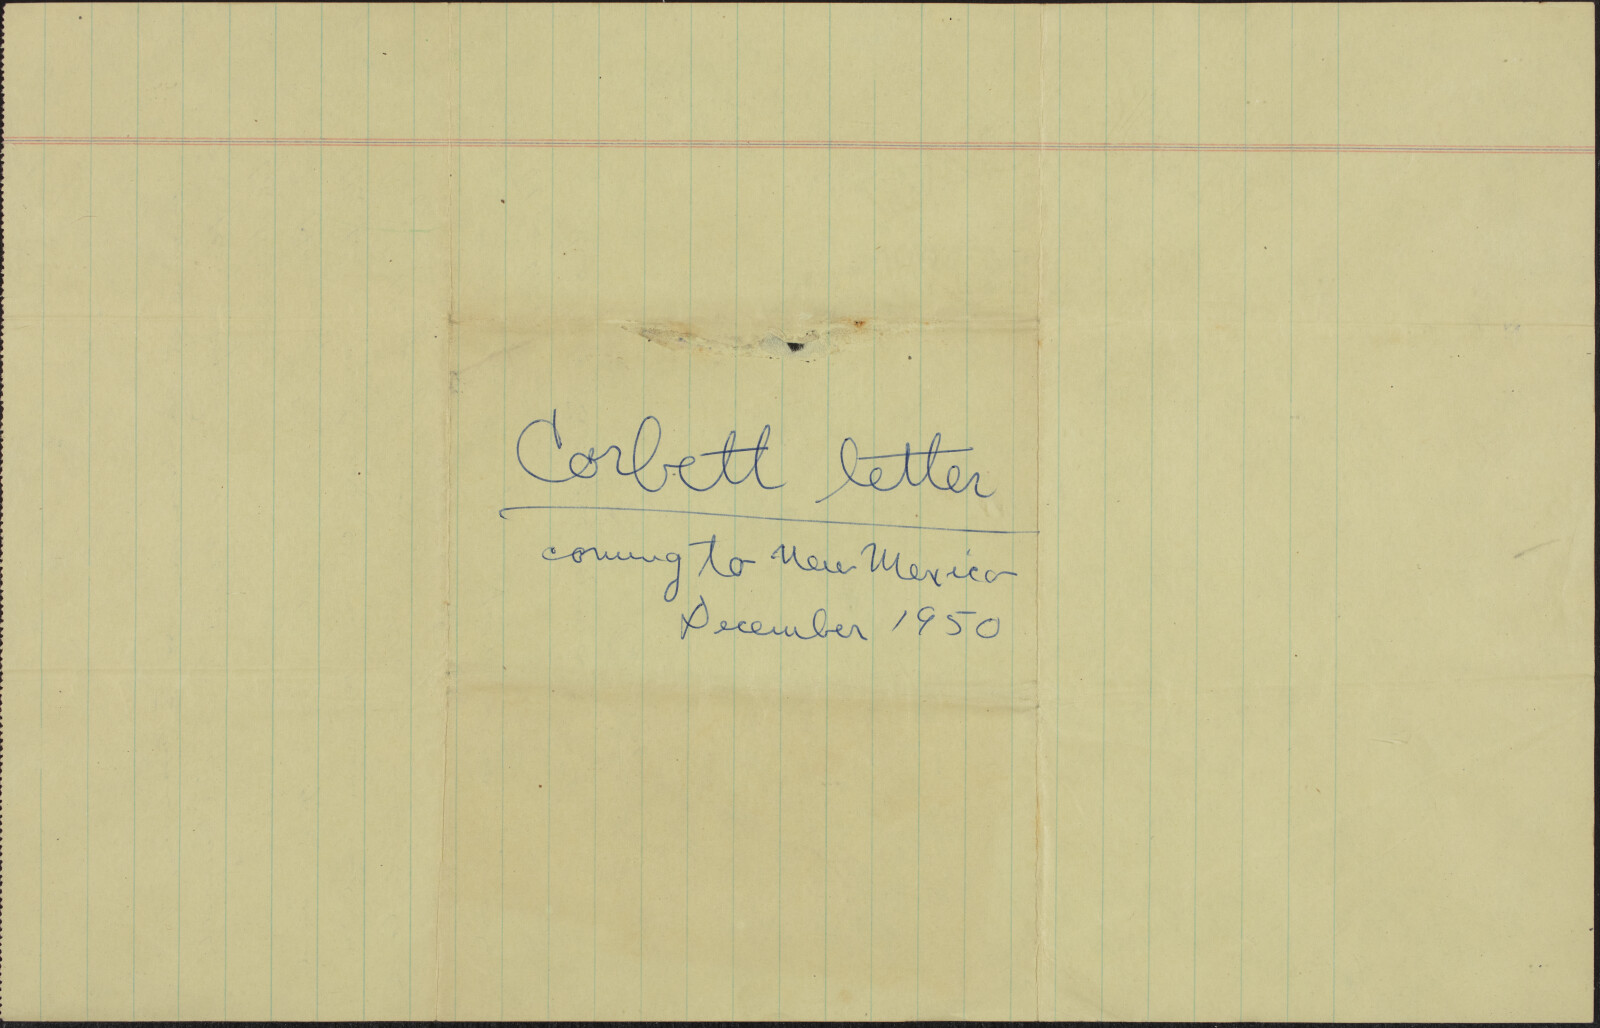 Corbett letter
coming to New Mexico
December 1950